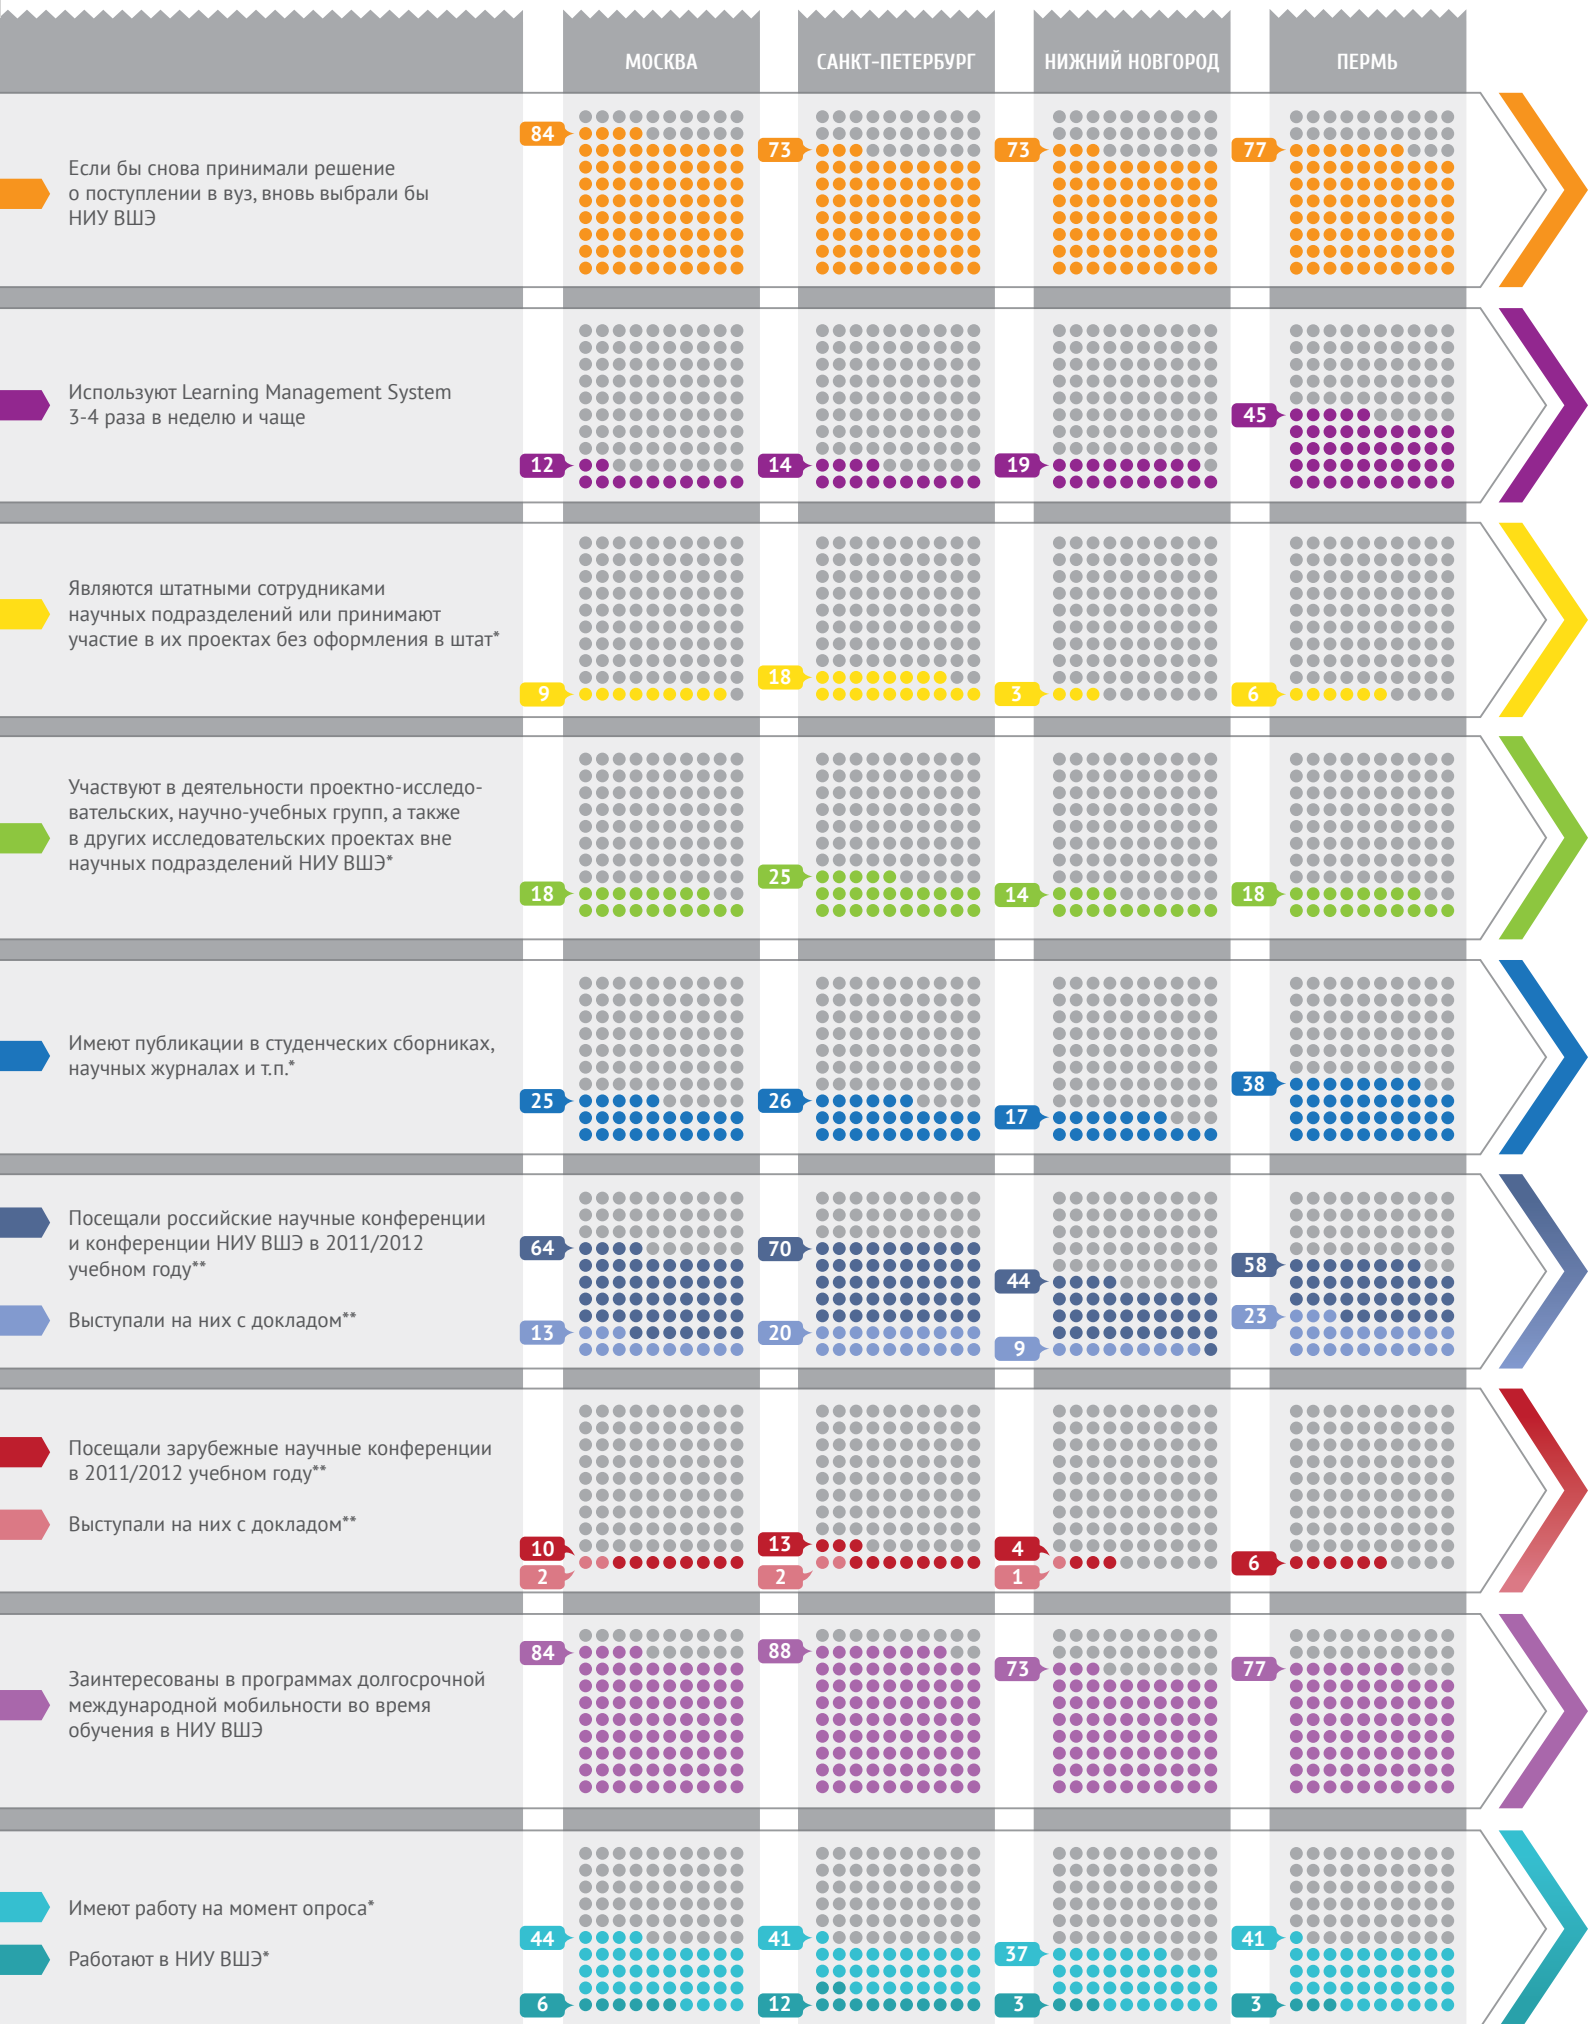 МОСКВА
САНКТ-ПЕТЕРБУРГ
НИЖНИЙ НОВГОРОД
ПЕРМЬ
Если бы снова принимали решение
о поступлении в вуз, вновь выбрали бы
НИУ ВШЭ
84
73
73
77
Используют Learning Management System
3-4 раза в неделю и чаще
12
14
19
45
Являются штатными сотрудниками
научных подразделений или принимают
участие в их проектах без оформления в штат*
9
18
3
6
Участвуют в деятельности проектно-исследо-
вательских, научно-учебных групп, а также
в других исследовательских проектах вне
научных подразделений НИУ ВШЭ*
18
25
14
18
Имеют публикации в студенческих сборниках,
научных журналах и т.п.*
25
26
17
38
Посещали российские научные конференции
и конференции НИУ ВШЭ в 2011/2012
учебном году**
64
70
44
58
Выступали на них с докладом**
13
20
9
23
Посещали зарубежные научные конференции
в 2011/2012 учебном году**
10
13
4
6
Выступали на них с докладом**
2
2
1
Заинтересованы в программах долгосрочной
международной мобильности во время
обучения в НИУ ВШЭ
84
88
73
77
Имеют работу на момент опроса*
44
41
37
41
Работают в НИУ ВШЭ*
6
12
3
3